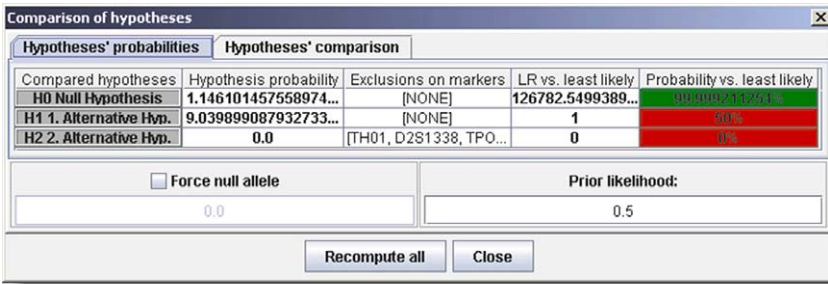 Comparison of hypotheses
Hypotheses' probabilities Hypotheses' comparison
Compared hypotheses Hypothesis probability Exclusions on markers LR vs. least likely Probability vs. least likely
H0 Null Hypothesis 1.146101457558974... [NONE] 126782.5499389... 99.999211251%
H1 1. Alternative Hyp. 9.039899087932733... [NONE] 1 50%
H2 2. Alternative Hyp. 0.0 [TH01, D2S1338, TPO... 0 0%
Force null allele Prior likelihood:
0.0 0.5
Recompute all Close